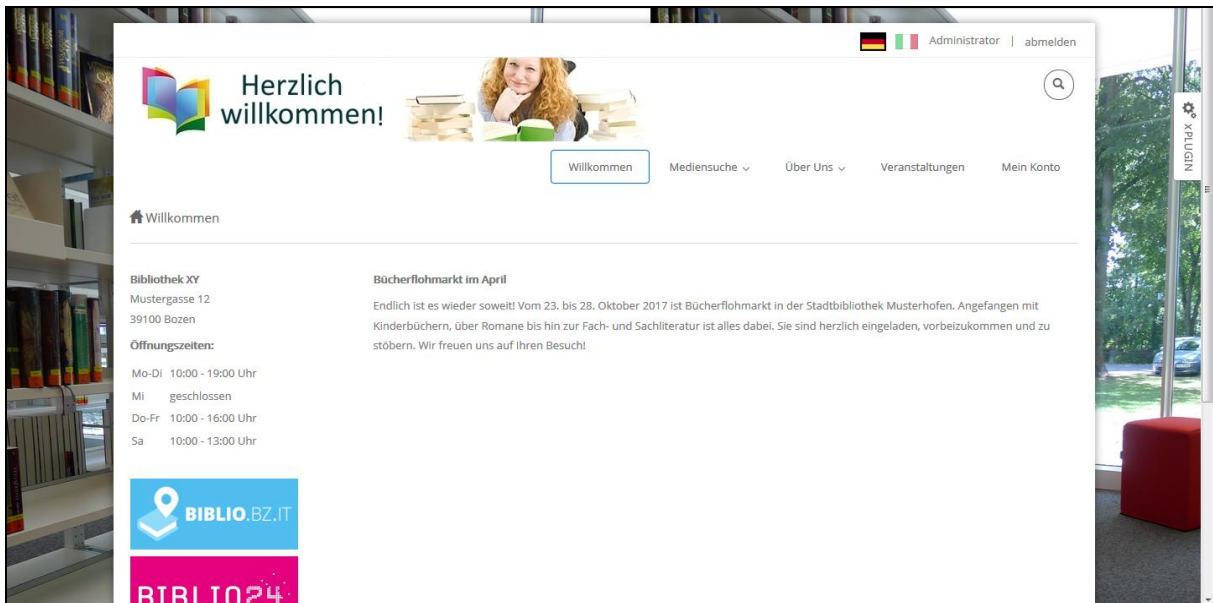 Administrator | abmelden
Herzlich
willkommen!
XPLUGIN
Willkommen Mediensuche Über Uns Veranstaltungen Mein Konto
Willkommen
Bibliothek XY
Mustergasse 12
39100 Bozen
Öffnungszeiten:
Mo-Di 10:00 - 19:00 Uhr
Mi geschlossen
Do-Fr 10:00 - 16:00 Uhr
Sa 10:00 - 13:00 Uhr
BIBLIO.BZ.IT
BIBLIO24
Bücherflohmarkt im April
Endlich ist es wieder soweit! Vom 23. bis 28. Oktober 2017 ist Bücherflohmarkt in der Stadtbibliothek Musterhofen. Angefangen mit
Kinderbüchern, über Romane bis hin zur Fach- und Sachliteratur ist alles dabei. Sie sind herzlich eingeladen, vorbeizukommen und zu
stöbern. Wir freuen uns auf Ihren Besuch!